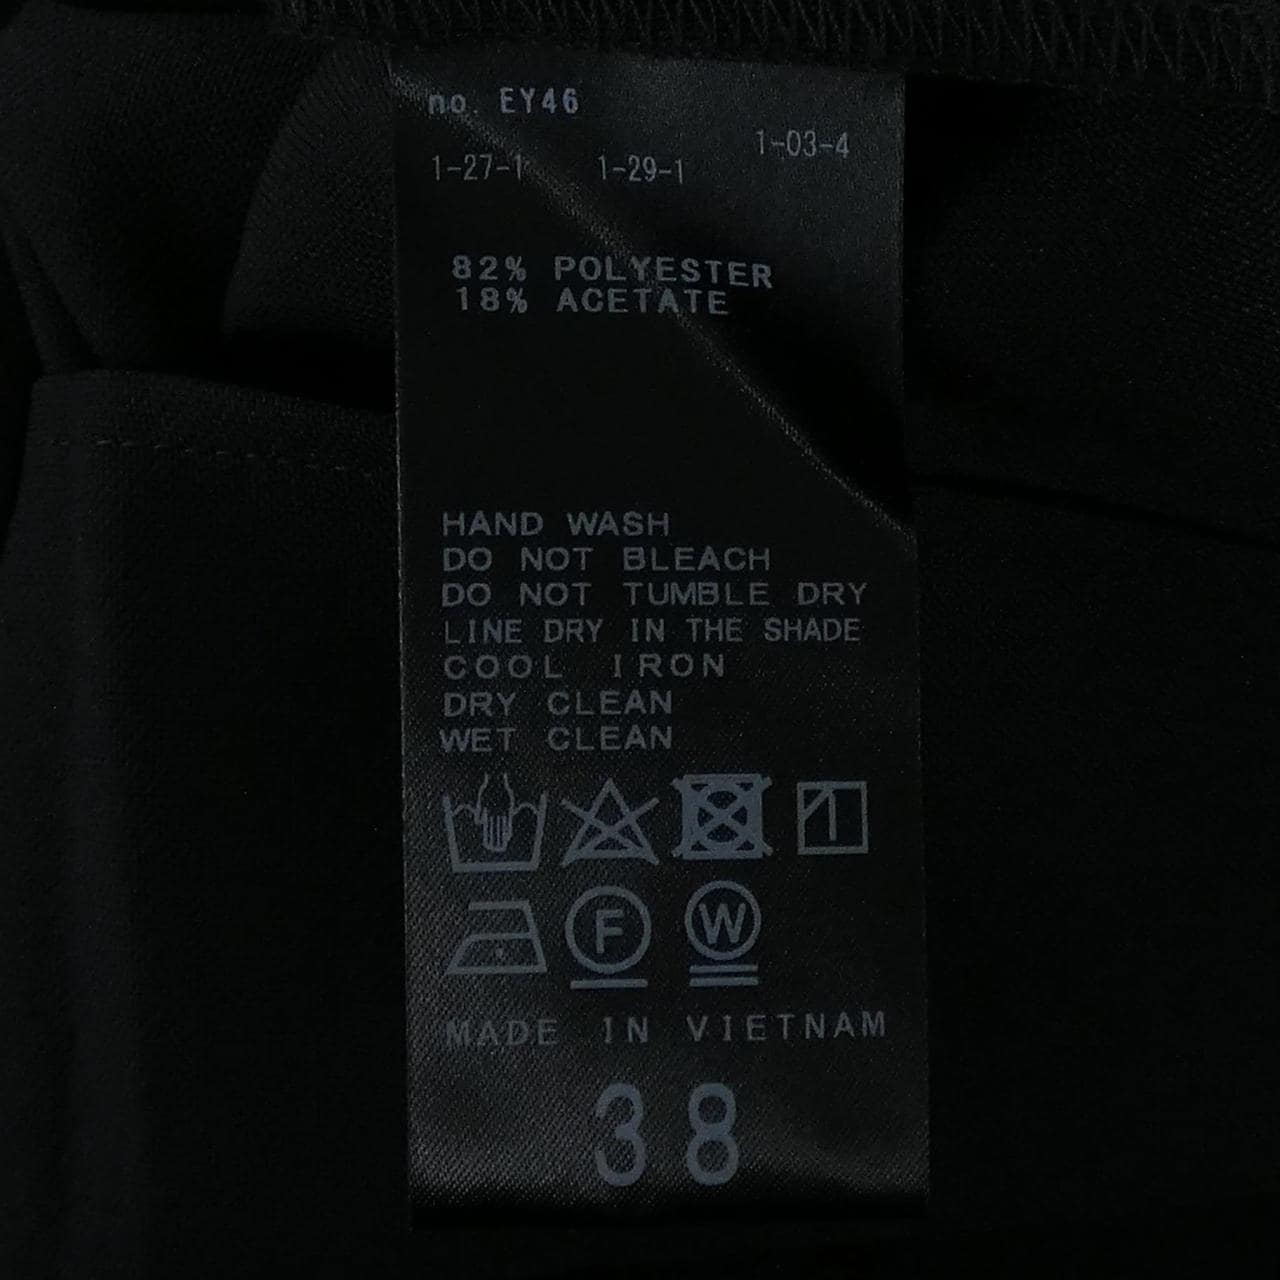 no. EY46
1-03-4
1-27-1 1-29-1
82% POLYESTER
18% ACETATE
HAND WASH
DO NOT BLEACH
DO NOT TUMBLE DRY
LINE DRY IN THE SHADE
COOL IRON
DRY CLEAN
WET CLEAN
F W
MADE IN VIETNAM
38